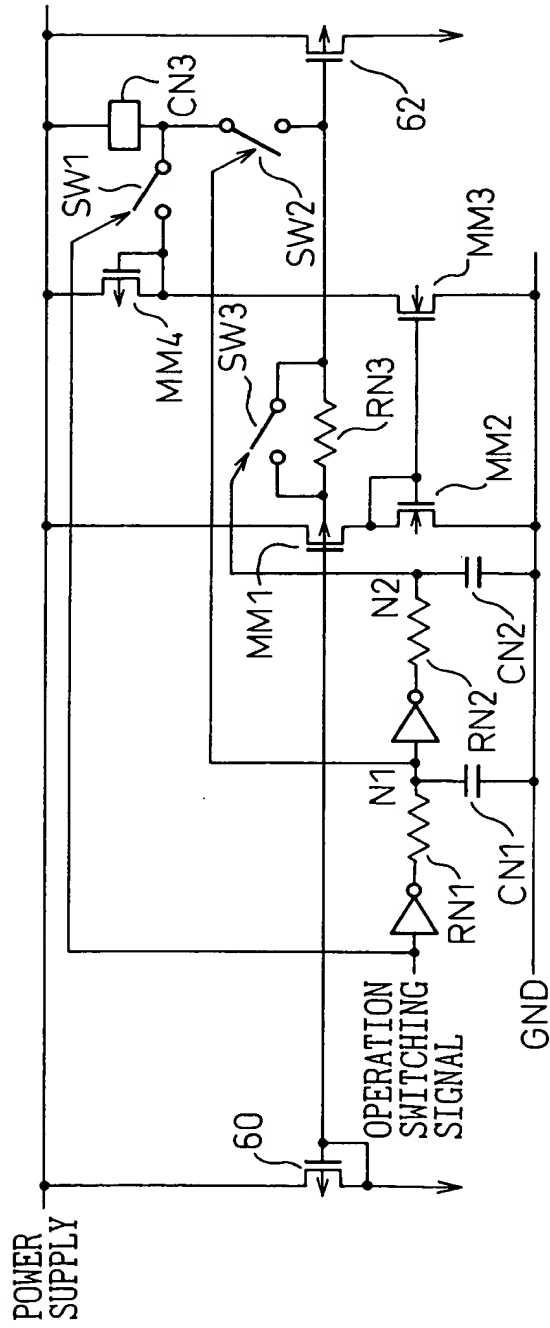 POWER
SUPPLY
60
OPERATION
SWITCHING
SIGNAL
GND
RN1
CN1
N1
RN2
CN2
N2
MM1
MM2
SW3
RN3
MM4
MM3
SW1
SW2
CN3
62